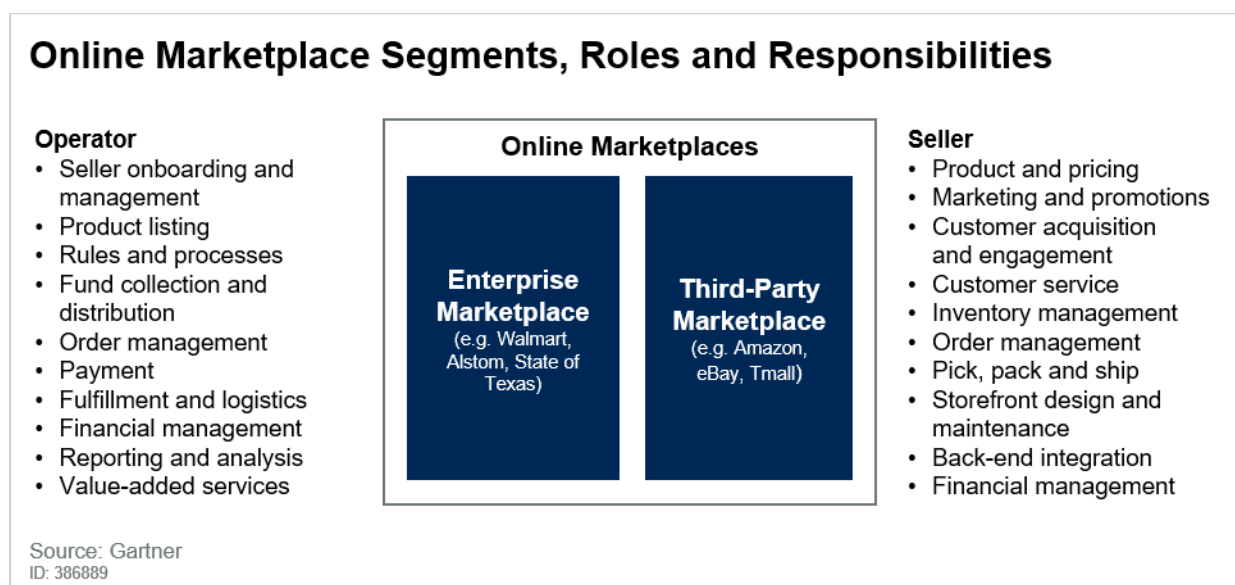 Online Marketplace Segments, Roles and Responsibilities
Operator
• Seller onboarding and
management
• Product listing
• Rules and processes
• Fund collection and
distribution
• Order management
• Payment
• Fulfillment and logistics
• Financial management
• Reporting and analysis
• Value-added services
Online Marketplaces
Enterprise
Marketplace
(e.g. Walmart,
Alstom, State of
Texas)
Third-Party
Marketplace
(e.g. Amazon,
eBay, Tmall)
Seller
• Product and pricing
• Marketing and promotions
• Customer acquisition
and engagement
• Customer service
• Inventory management
• Order management
• Pick, pack and ship
• Storefront design and
maintenance
• Back-end integration
• Financial management
Source: Gartner
ID: 386889